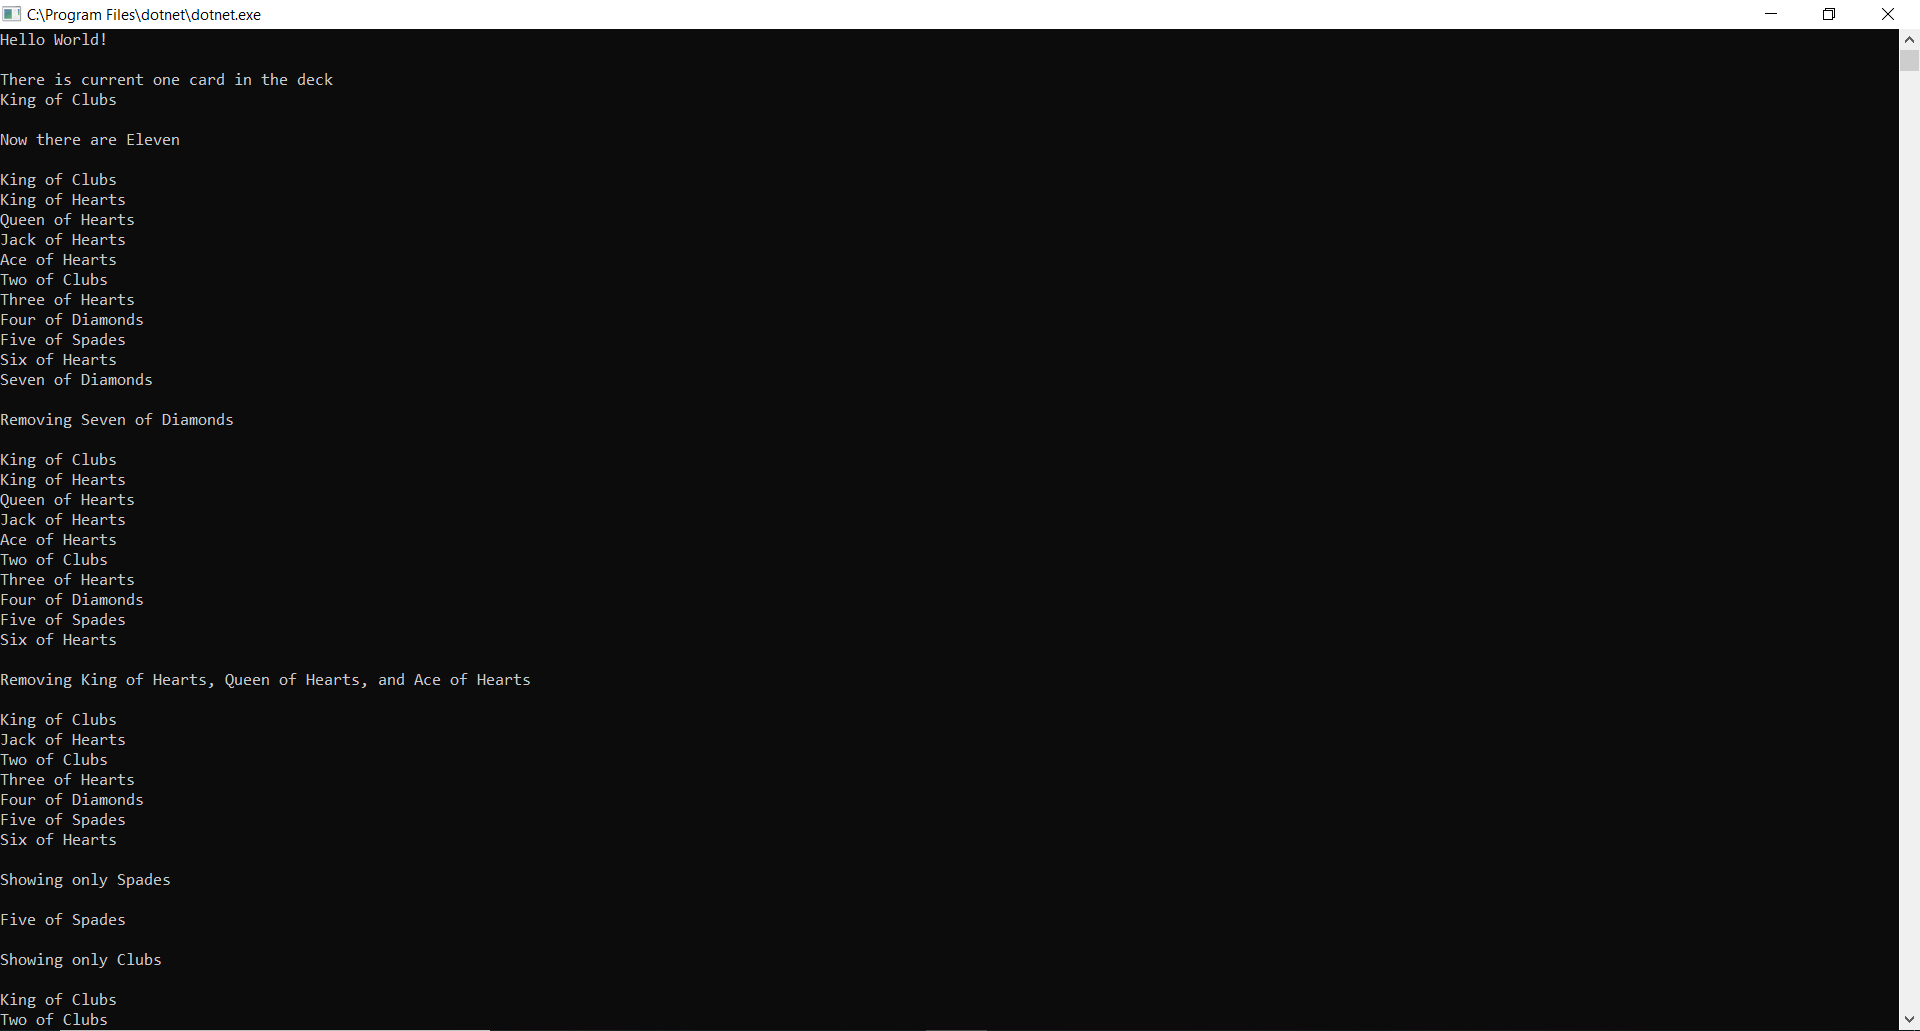 C:\Program Files\dotnet\dotnet.exe
Hello World!
There is current one card in the deck
King of Clubs
Now there are Eleven
King of Clubs
King of Hearts
Queen of Hearts
Jack of Hearts
Ace of Hearts
Two of Clubs
Three of Hearts
Four of Diamonds
Five of Spades
Six of Hearts
Seven of Diamonds
Removing Seven of Diamonds
King of Clubs
King of Hearts
Queen of Hearts
Jack of Hearts
Ace of Hearts
Two of Clubs
Three of Hearts
Four of Diamonds
Five of Spades
Six of Hearts
Removing King of Hearts, Queen of Hearts, and Ace of Hearts
King of Clubs
Jack of Hearts
Two of Clubs
Three of Hearts
Four of Diamonds
Five of Spades
Six of Hearts
Showing only Spades
Five of Spades
Showing only Clubs
King of Clubs
Two of Clubs